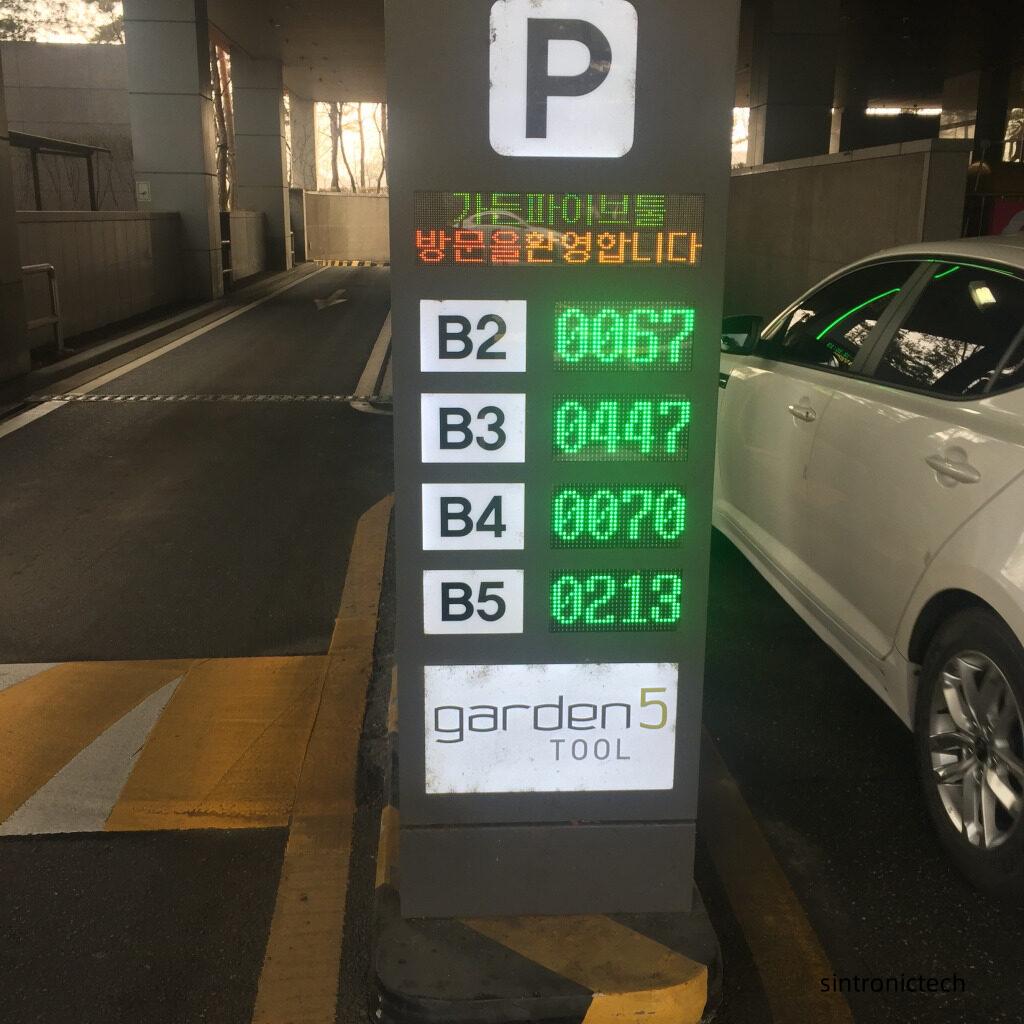 P
가든파이브툴
방문을환영합니다
B2 0067
B3 0447
B4 0070
B5 0213
garden5
TOOL
sintronictech